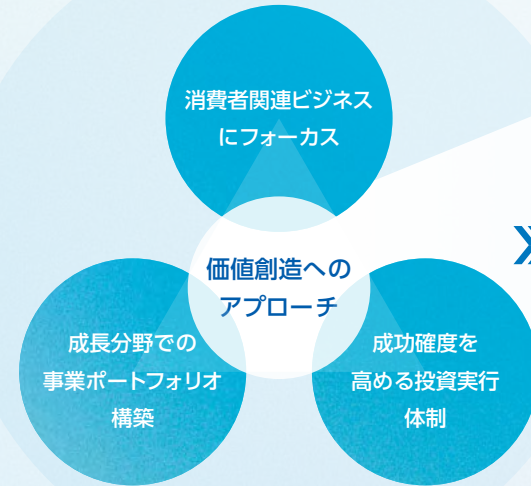 消費者関連ビジネス
にフォーカス
価値創造への
アプローチ
成長分野での
事業ポートフォリオ
構築
成功確度を
高める投資実行
体制